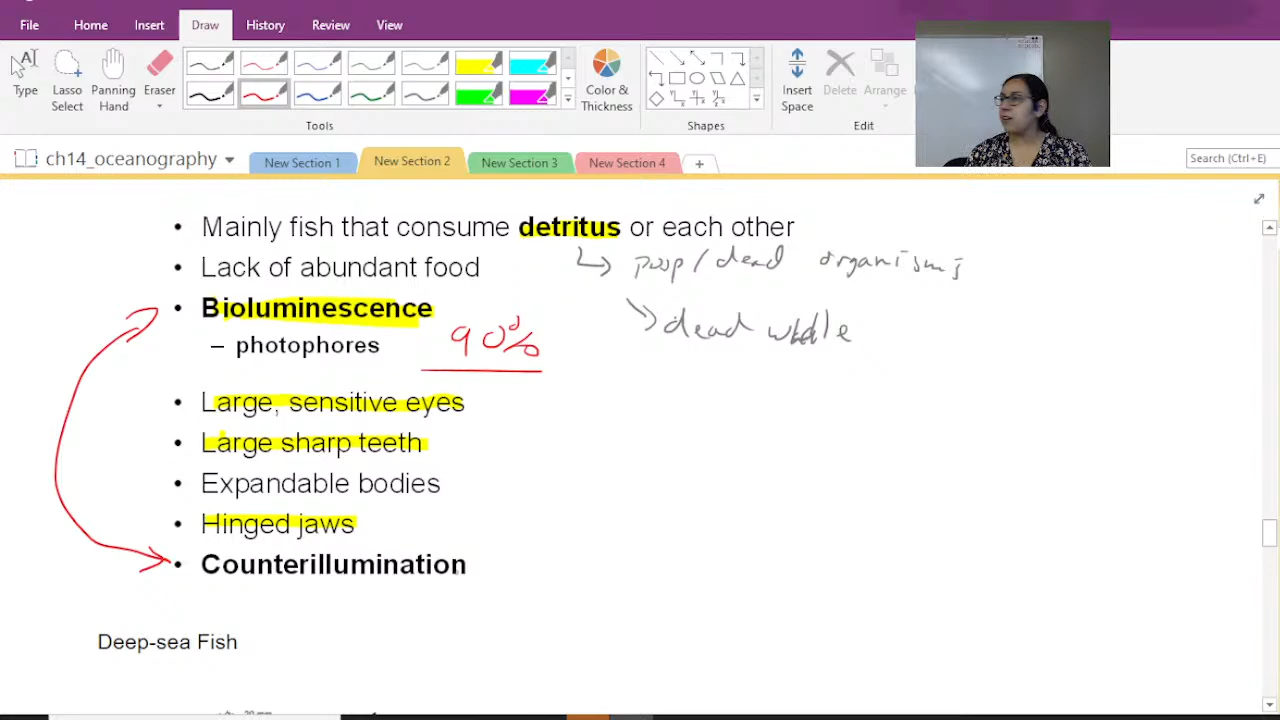 File Home Insert Draw History Review View
Type Lasso Select Panning Hand Eraser Color & Thickness Insert Space Delete Arrange
Tools Shapes Edit
ch14_oceanography New Section 1 New Section 2 New Section 3 New Section 4 + Search (Ctrl+E)
• Mainly fish that consume detritus or each other
poop/dead organisms
• Lack of abundant food
• Bioluminescence
dead whale
– photophores
90%
• Large, sensitive eyes
• Large sharp teeth
• Expandable bodies
• Hinged jaws
• Counterillumination
Deep-sea Fish